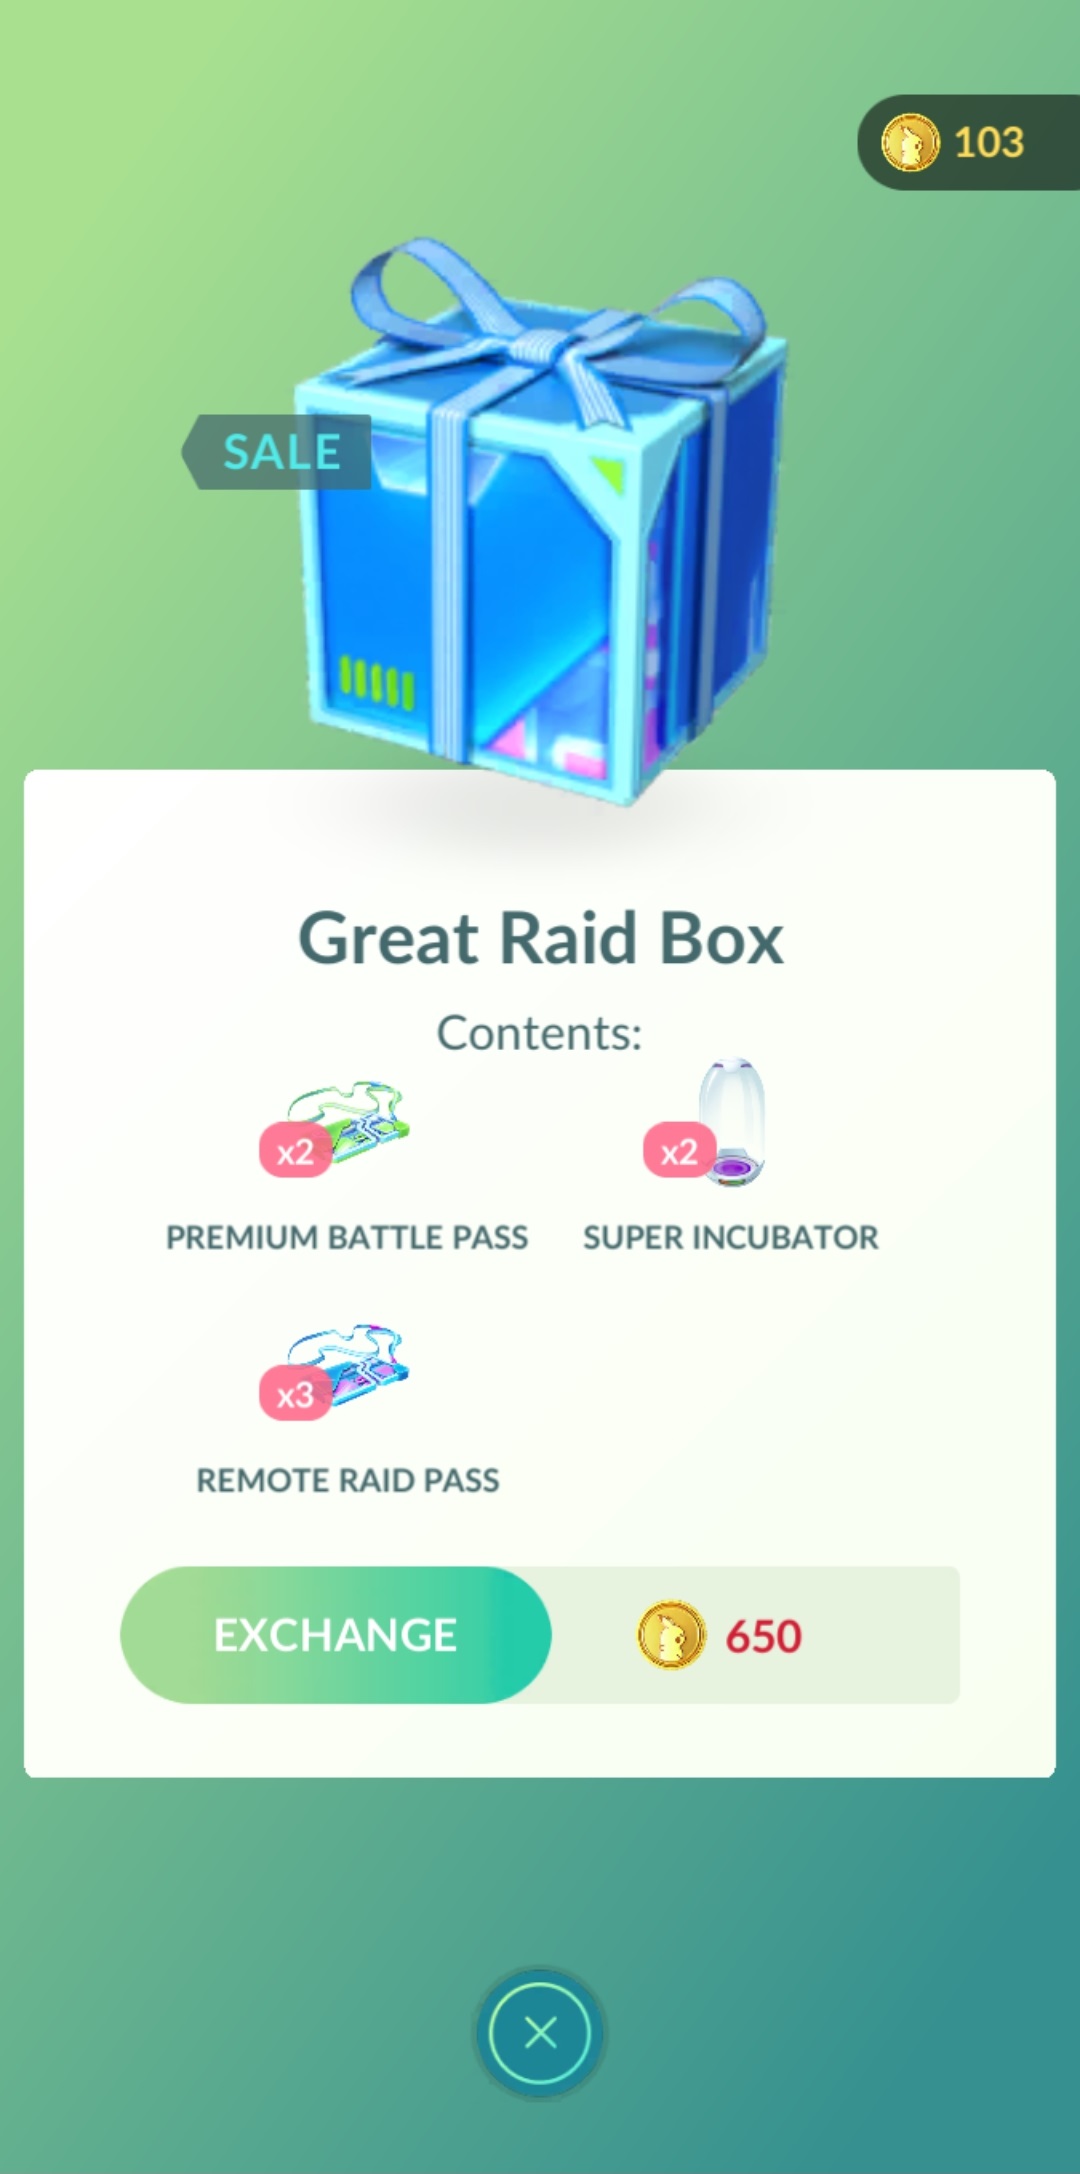 103
SALE
Great Raid Box
Contents:
x2
x2
PREMIUM BATTLE PASS
SUPER INCUBATOR
x3
REMOTE RAID PASS
EXCHANGE
650